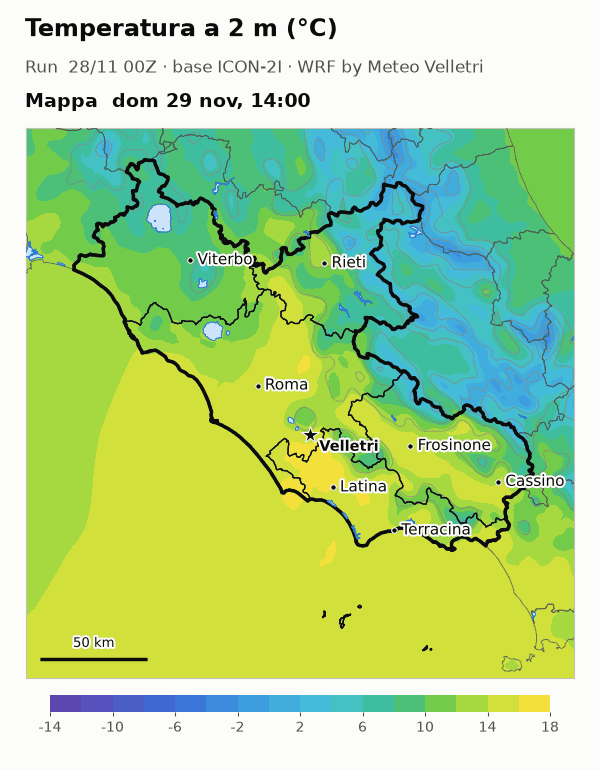 Temperatura a 2 m (°C)
Run  28/11 00Z · base ICON-2I · WRF by Meteo Velletri
Mappa  dom 29 nov, 14:00
Viterbo
Rieti
Roma
Velletri
Frosinone
Latina
Cassino
Terracina
50 km
-14 -10 -6 -2 2 6 10 14 18